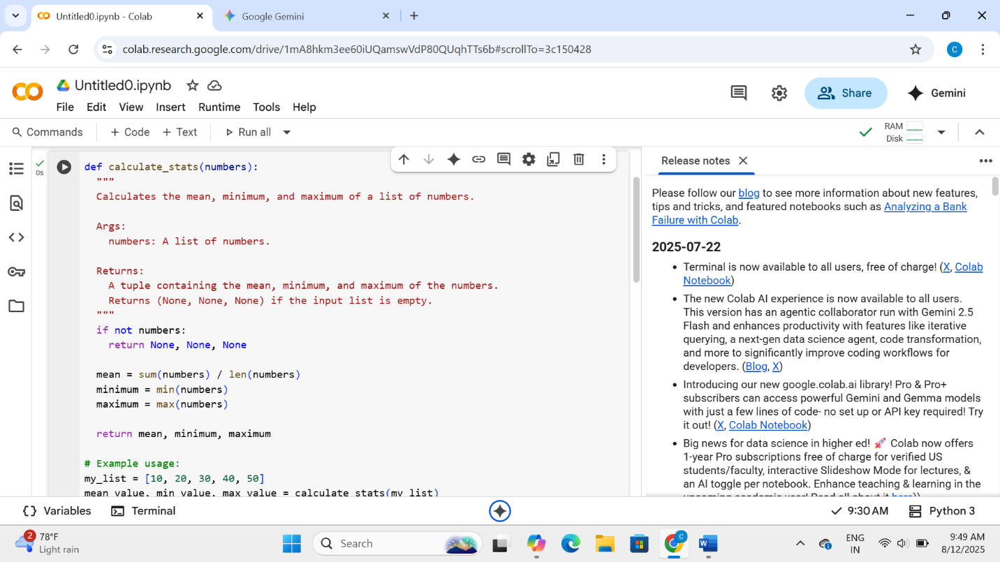 Untitled0.ipynb - Colab
Google Gemini
colab.research.google.com/drive/1mA8hkm3ee60iUQamswVdP80QUqhTTs6b#scrollTo=3c150428
C
Untitled0.ipynb
File Edit View Insert Runtime Tools Help
Share
Gemini
Commands + Code + Text Run all
RAM
Disk
0s
def calculate_stats(numbers):
"""
Calculates the mean, minimum, and maximum of a list of numbers.
Args:
numbers: A list of numbers.
Returns:
A tuple containing the mean, minimum, and maximum of the numbers.
Returns (None, None, None) if the input list is empty.
"""
if not numbers:
return None, None, None
mean = sum(numbers) / len(numbers)
minimum = min(numbers)
maximum = max(numbers)
return mean, minimum, maximum
# Example usage:
my_list = [10, 20, 30, 40, 50]
mean_value, min_value, max_value = calculate_stats(my_list)
Release notes
Please follow our blog to see more information about new features,
tips and tricks, and featured notebooks such as Analyzing a Bank
Failure with Colab.
2025-07-22
Terminal is now available to all users, free of charge! (X, Colab
Notebook)
The new Colab AI experience is now available to all users.
This version has an agentic collaborator run with Gemini 2.5
Flash and enhances productivity with features like iterative
querying, a next-gen data science agent, code transformation,
and more to significantly improve coding workflows for
developers. (Blog, X)
Introducing our new google.colab.ai library! Pro & Pro+
subscribers can access powerful Gemini and Gemma models
with just a few lines of code- no set up or API key required! Try
it out! (X, Colab Notebook)
Big news for data science in higher ed! 🚀 Colab now offers
1-year Pro subscriptions free of charge for verified US
students/faculty, interactive Slideshow Mode for lectures, &
an AI toggle per notebook. Enhance teaching & learning in the
upcoming academic year! Read all about it here))
Variables
Terminal
9:30 AM
Python 3
2
78°F
Light rain
Search
C
W
ENG
IN
9:49 AM
8/12/2025